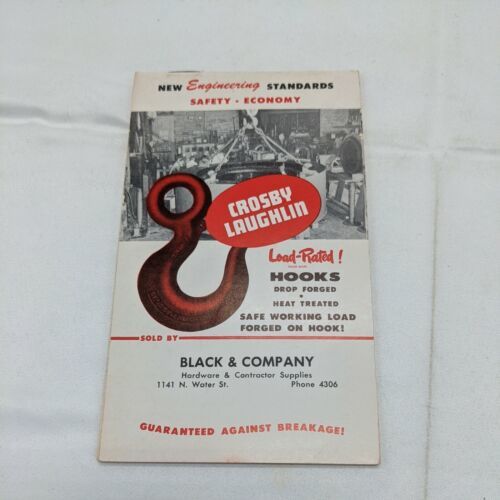 NEW Engineering STANDARDS
SAFETY • ECONOMY
CROSBY
LAUGHLIN
Load-Rated!
HOOKS
DROP FORGED
•
HEAT TREATED
SAFE WORKING LOAD
FORGED ON HOOK!
SOLD BY
BLACK & COMPANY
Hardware & Contractor Supplies
1141 N. Water St. Phone 4306
GUARANTEED AGAINST BREAKAGE!